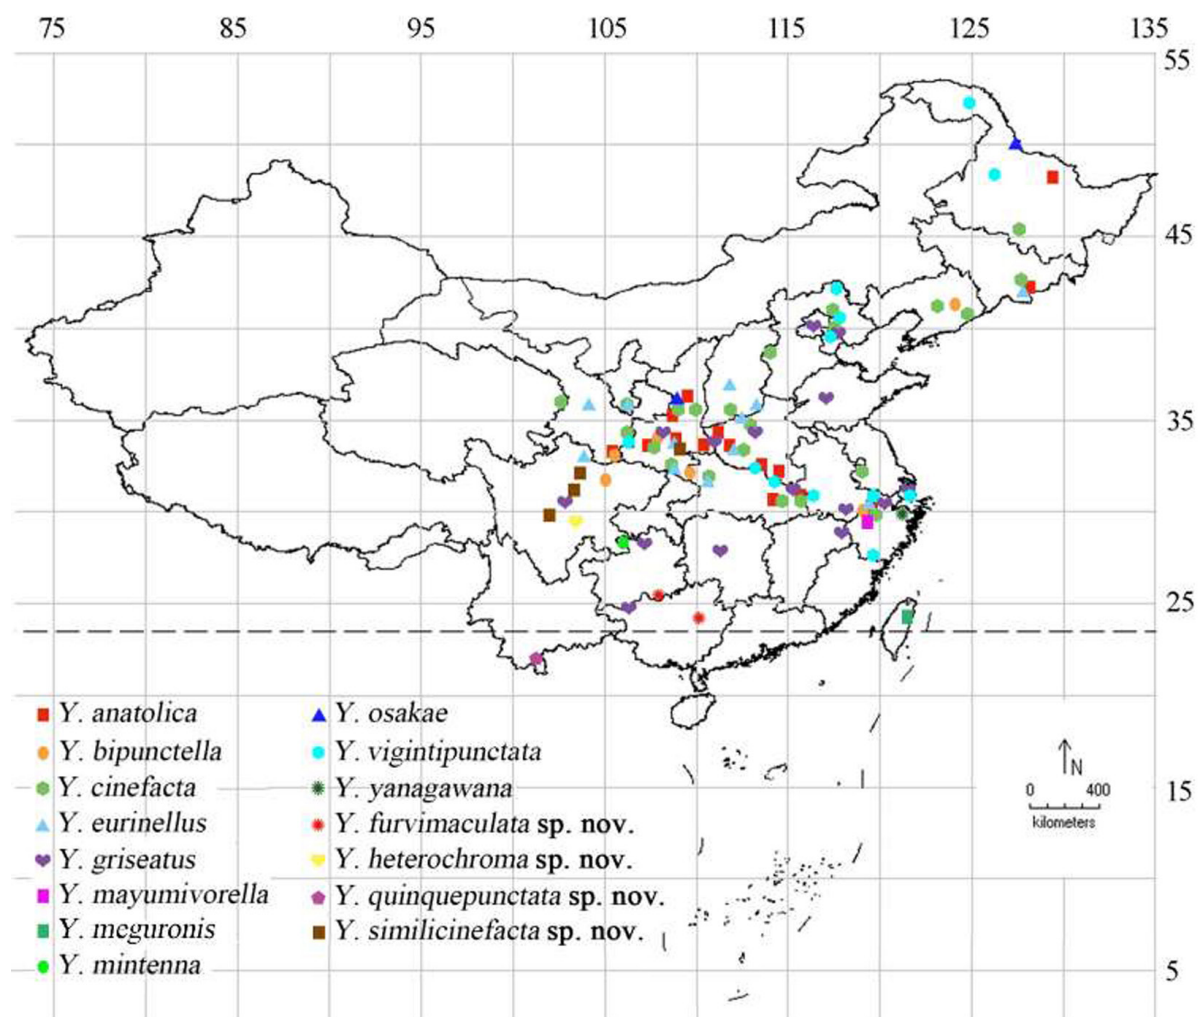 75 85 95 105 115 125 135
55
45
35
25
15
5
Y. anatolica
Y. bipunctella
Y. cinefacta
Y. eurinellus
Y. griseatus
Y. mayumivorella
Y. meguronis
Y. mintenna
Y. osakae
Y. vigintipunctata
Y. yanagawana
Y. furvimaculata sp. nov.
Y. heterochroma sp. nov.
Y. quinquepunctata sp. nov.
Y. similicinefacta sp. nov.
N
0 400
kilometers